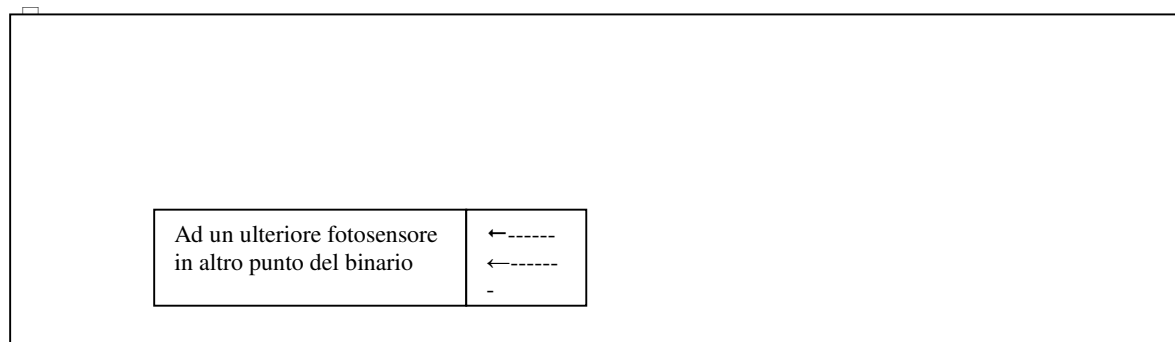 Ad un ulteriore fotosensore
in altro punto del binario
←------
←------
-